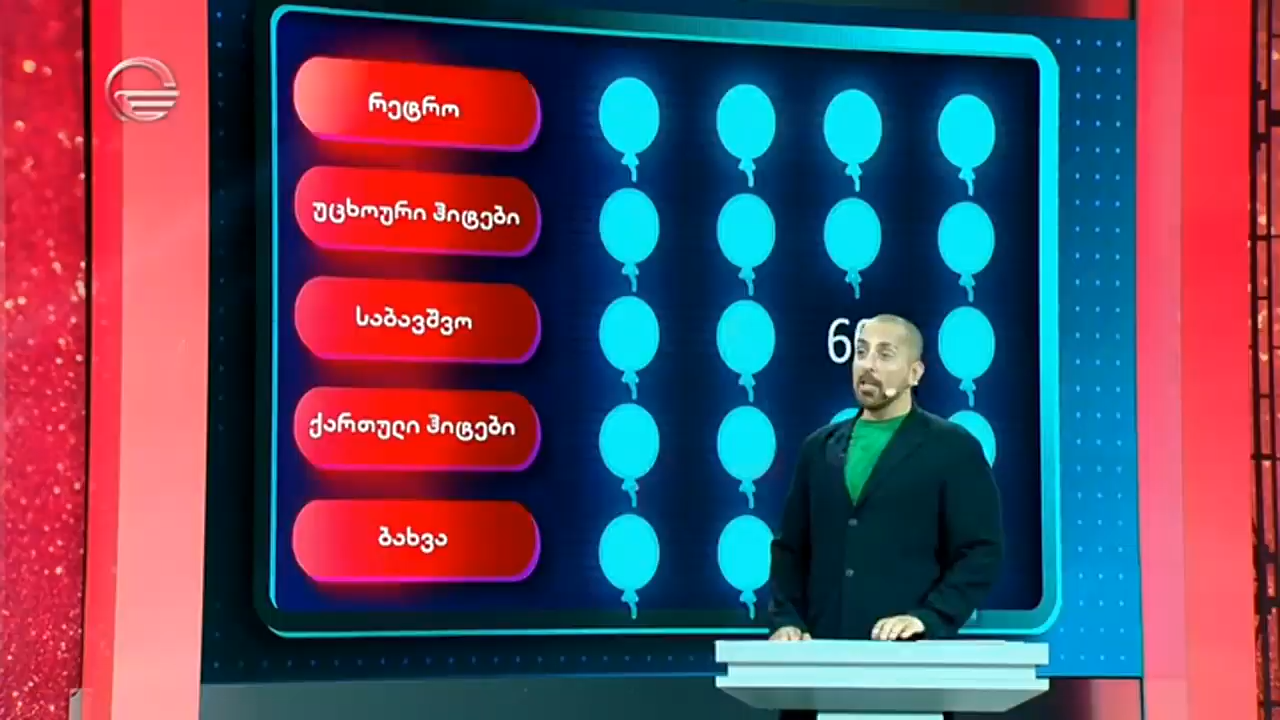 რეტრო
უცხოური ჰიტები
საბავშვო
ქართული ჰიტები
ბახვა